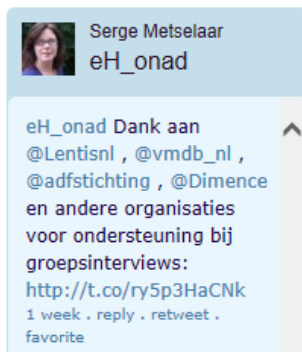 Serge Metselaar
eH_onad
eH_onad Dank aan
@Lentisnl , @vmdb_nl ,
@adfstichting , @Dimence
en andere organisaties
voor ondersteuning bij
groepsinterviews:
http://t.co/ry5p3HaCNk
1 week . reply . retweet .
favorite